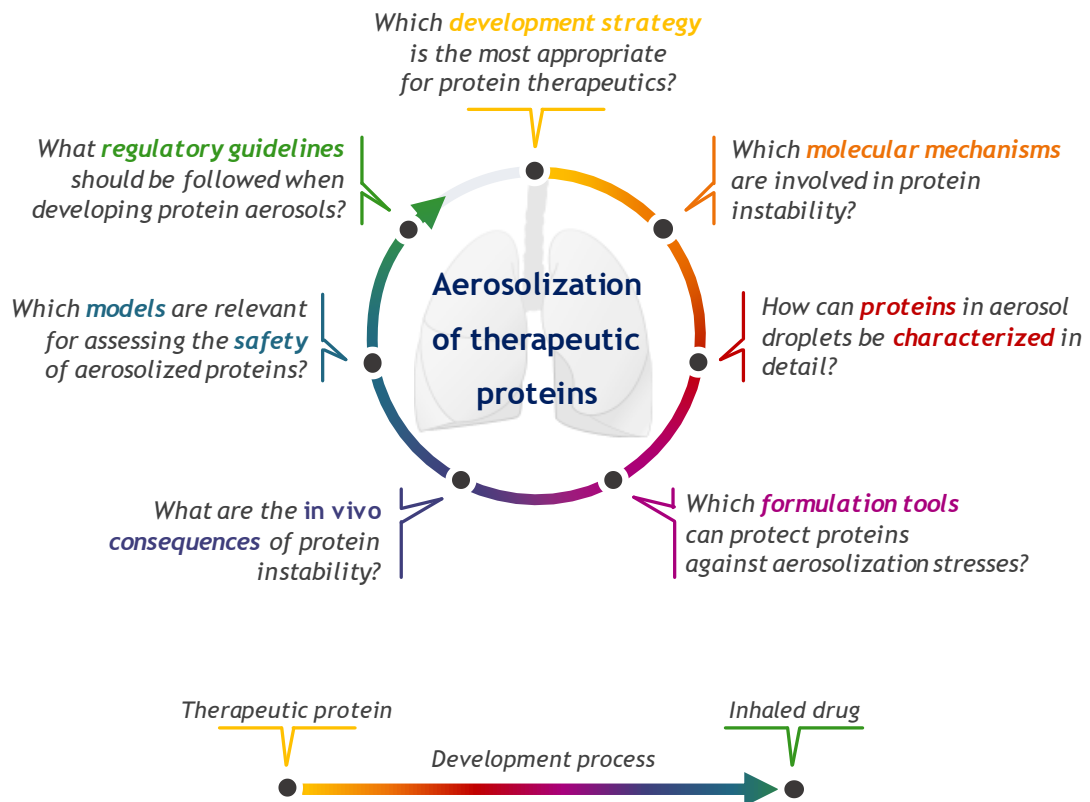 Which development strategy
is the most appropriate
for protein therapeutics?
Which molecular mechanisms
are involved in protein
instability?
How can proteins in aerosol
droplets be characterized in
detail?
Which formulation tools
can protect proteins
against aerosolization stresses?
What are the in vivo
consequences of protein
instability?
Which models are relevant
for assessing the safety
of aerosolized proteins?
What regulatory guidelines
should be followed when
developing protein aerosols?
Aerosolization
of therapeutic
proteins
Therapeutic protein
Development process
Inhaled drug